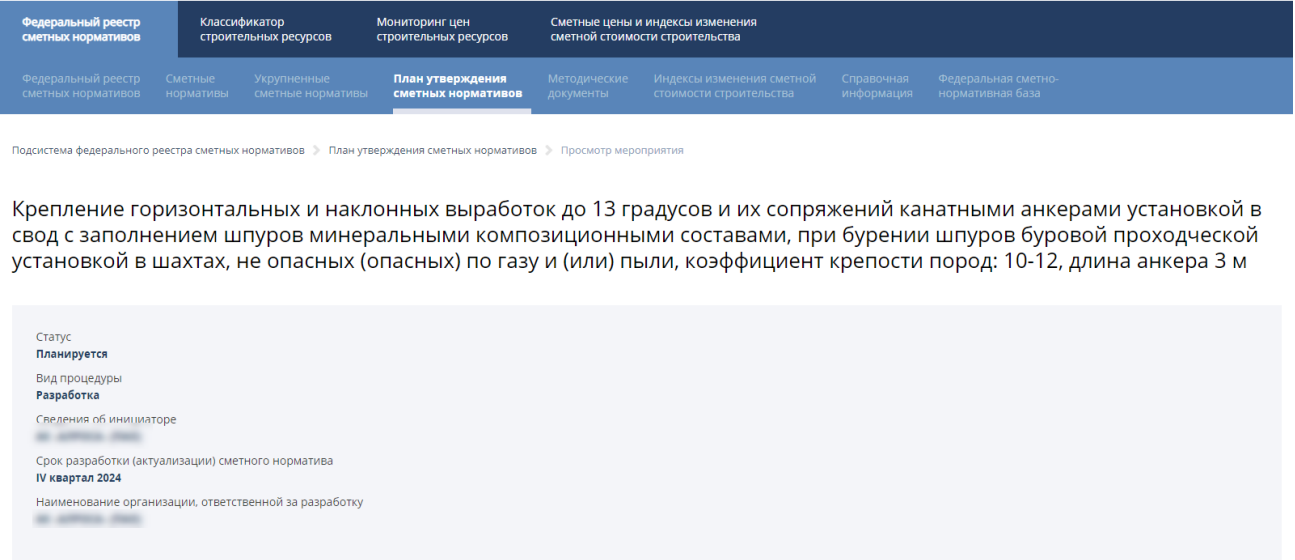 Федеральный реестр
сметных нормативов
Классификатор
строительных ресурсов
Мониторинг цен
строительных ресурсов
Сметные цены и индексы изменения
сметной стоимости строительства
Федеральный реестр
сметных нормативов
Сметные
нормативы
Укрупненные
сметные нормативы
План утверждения
сметных нормативов
Методические
документы
Индексы изменения сметной
стоимости строительства
Справочная
информация
Федеральная сметно-
нормативная база
Подсистема федерального реестра сметных нормативов > План утверждения сметных нормативов > Просмотр мероприятия
Крепление горизонтальных и наклонных выработок до 13 градусов и их сопряжений канатными анкерами установкой в
свод с заполнением шпуров минеральными композиционными составами, при бурении шпуров буровой проходческой
установкой в шахтах, не опасных (опасных) по газу и (или) пыли, коэффициент крепости пород: 10-12, длина анкера 3 м
Статус
Планируется
Вид процедуры
Разработка
Сведения об инициаторе
Срок разработки (актуализации) сметного норматива
IV квартал 2024
Наименование организации, ответственной за разработку